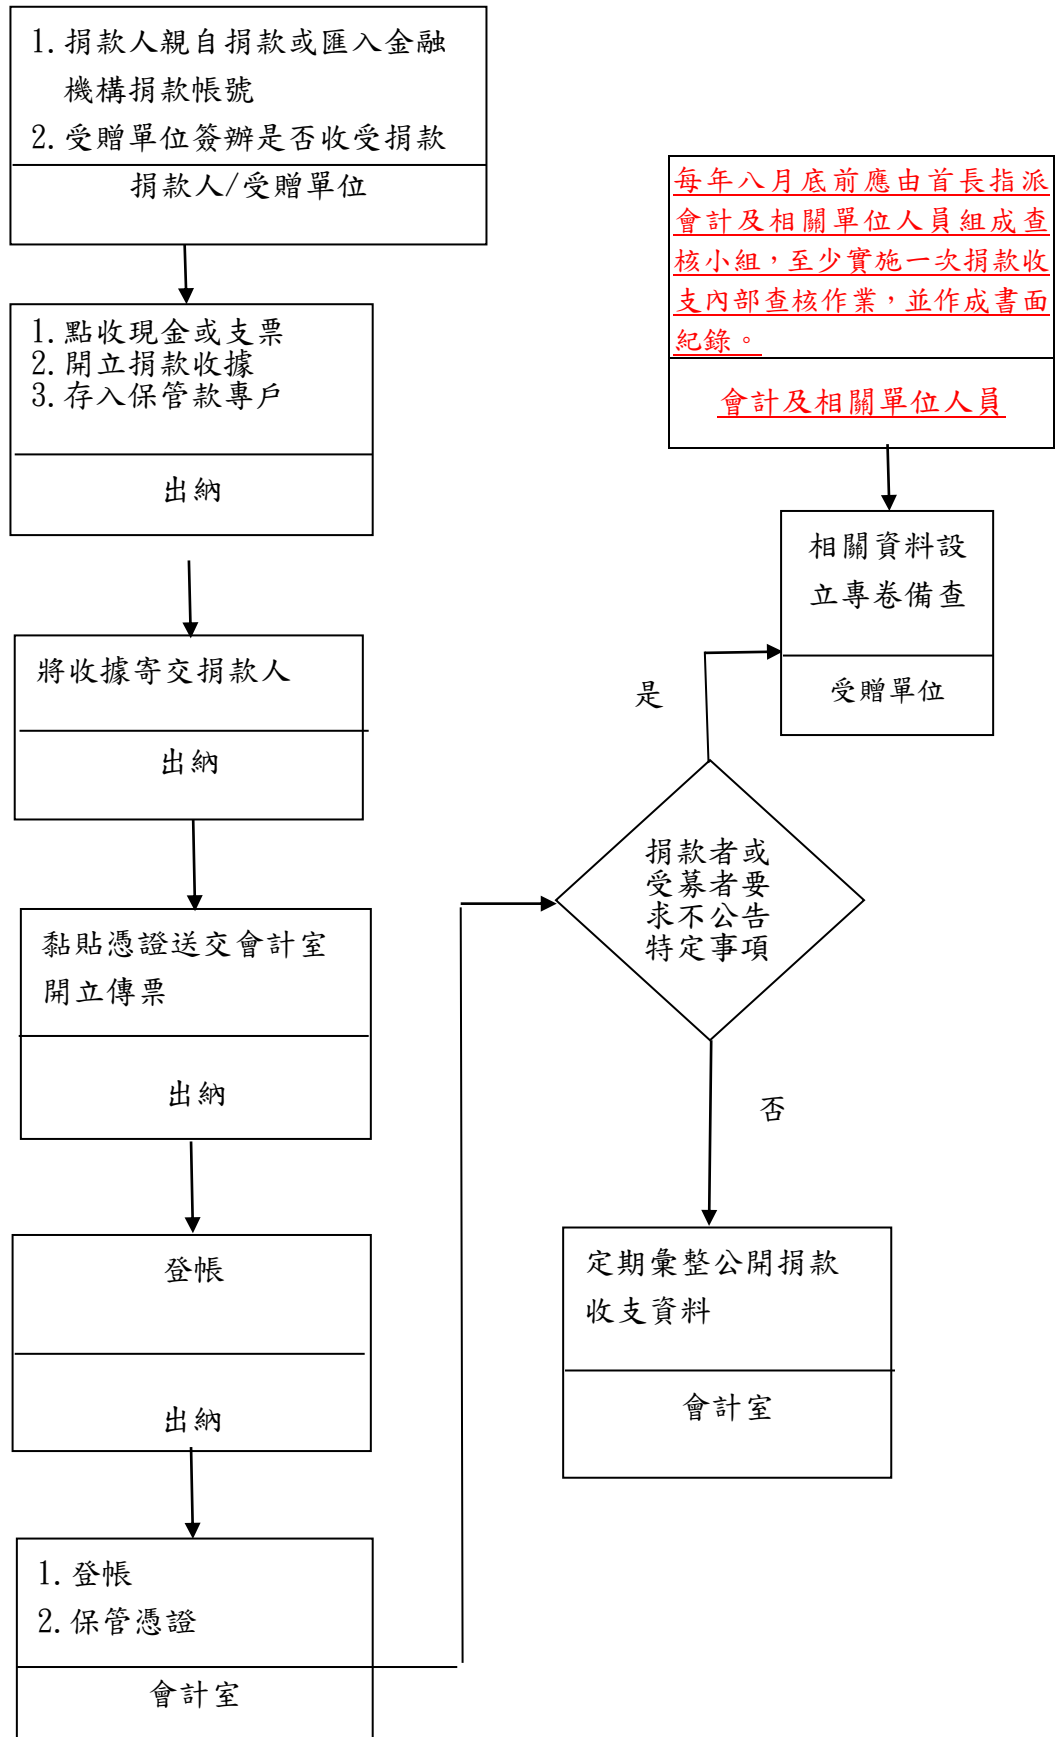 1. 捐款人親自捐款或匯入金融
機構捐款帳號
2. 受贈單位簽辦是否收受捐款
捐款人/受贈單位
1. 點收現金或支票
2. 開立捐款收據
3. 存入保管款專戶
出納
將收據寄交捐款人
出納
黏貼憑證送交會計室
開立傳票
出納
登帳
出納
1. 登帳
2. 保管憑證
會計室
每年八月底前應由首長指派
會計及相關單位人員組成查
核小組，至少實施一次捐款收
支內部查核作業，並作成書面
紀錄。
會計及相關單位人員
相關資料設
立專卷備查
受贈單位
是
捐款者或
受募者要
求不公告
特定事項
否
定期彙整公開捐款
收支資料
會計室